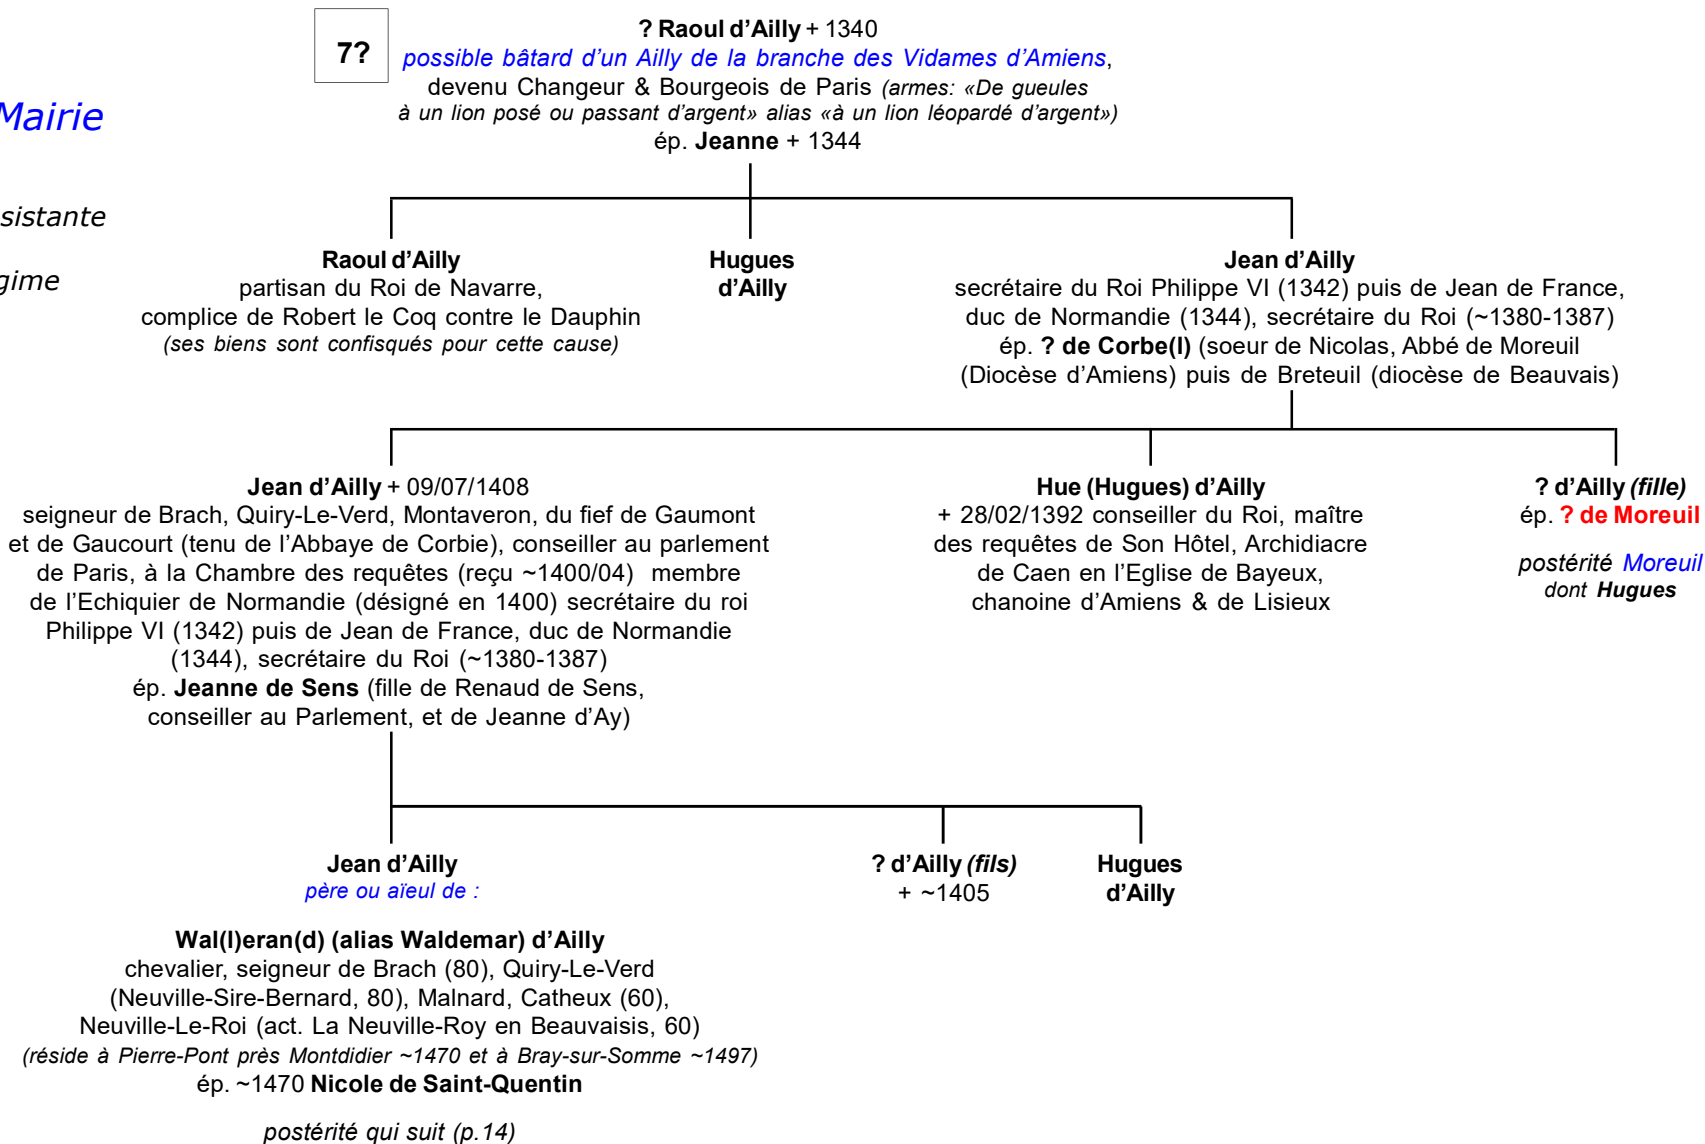 7?
? Raoul d’Ailly + 1340
possible bâtard d’un Ailly de la branche des Vidames d’Amiens,
devenu Changeur & Bourgeois de Paris (armes: «De gueules
à un lion posé ou passant d’argent» alias «à un lion léopardé d’argent»)
ép. Jeanne + 1344
Mairie
sistante
gime
Raoul d’Ailly
partisan du Roi de Navarre,
complice de Robert le Coq contre le Dauphin
(ses biens sont confisqués pour cette cause)
Hugues
d’Ailly
Jean d’Ailly
secrétaire du Roi Philippe VI (1342) puis de Jean de France,
duc de Normandie (1344), secrétaire du Roi (~1380-1387)
ép. ? de Corbe(l) (soeur de Nicolas, Abbé de Moreuil
(Diocèse d’Amiens) puis de Breteuil (diocèse de Beauvais)
Jean d’Ailly + 09/07/1408
seigneur de Brach, Quiry-Le-Verd, Montaveron, du fief de Gaumont
et de Gaucourt (tenu de l’Abbaye de Corbie), conseiller au parlement
de Paris, à la Chambre des requêtes (reçu ~1400/04) membre
de l’Echiquier de Normandie (désigné en 1400) secrétaire du roi
Philippe VI (1342) puis de Jean de France, duc de Normandie
(1344), secrétaire du Roi (~1380-1387)
ép. Jeanne de Sens (fille de Renaud de Sens,
conseiller au Parlement, et de Jeanne d’Ay)
Hue (Hugues) d’Ailly
+ 28/02/1392 conseiller du Roi, maître
des requêtes de Son Hôtel, Archidiacre
de Caen en l’Eglise de Bayeux,
chanoine d’Amiens & de Lisieux
? d’Ailly (fille)
ép. ? de Moreuil
postérité Moreuil
dont Hugues
Jean d’Ailly
père ou aïeul de :
? d’Ailly (fils)
+ ~1405
Hugues
d’Ailly
Wal(l)eran(d) (alias Waldemar) d’Ailly
chevalier, seigneur de Brach (80), Quiry-Le-Verd
(Neuville-Sire-Bernard, 80), Malnard, Catheux (60),
Neuville-Le-Roi (act. La Neuville-Roy en Beauvaisis, 60)
(réside à Pierre-Pont près Montdidier ~1470 et à Bray-sur-Somme ~1497)
ép. ~1470 Nicole de Saint-Quentin
postérité qui suit (p.14)